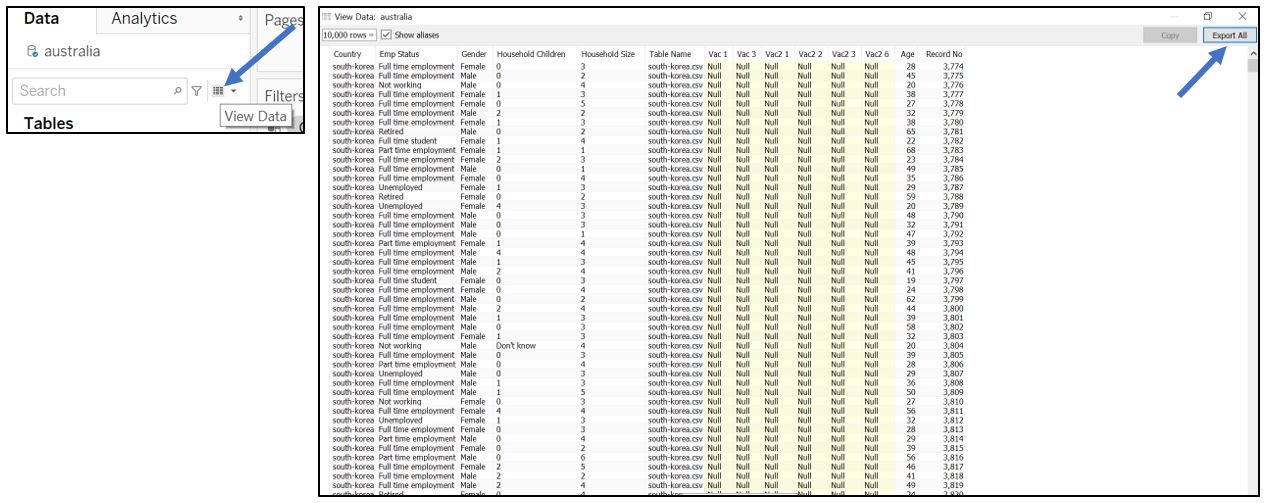 Data Analytics Pages
australia
Search
View Data
Filters
Tables
View Data: australia
10,000 rows Show aliases Copy Export All
Country Emp Status Gender Household Children Household Size Table Name Vac 1 Vac 3 Vac2 1 Vac2 2 Vac2 3 Vac2 6 Age Record No
south-korea Full time employment Female 0 3 south-korea.csv Null Null Null Null Null Null 28 3,774
south-korea Full time employment Male 0 2 south-korea.csv Null Null Null Null Null Null 45 3,775
south-korea Not working Male 0 4 south-korea.csv Null Null Null Null Null Null 20 3,776
south-korea Full time employment Female 1 3 south-korea.csv Null Null Null Null Null Null 38 3,777
south-korea Full time employment Female 0 5 south-korea.csv Null Null Null Null Null Null 27 3,778
south-korea Full time employment Male 2 2 south-korea.csv Null Null Null Null Null Null 32 3,779
south-korea Full time employment Female 1 3 south-korea.csv Null Null Null Null Null Null 38 3,780
south-korea Retired Male 0 2 south-korea.csv Null Null Null Null Null Null 65 3,781
south-korea Full time student Female 1 4 south-korea.csv Null Null Null Null Null Null 22 3,782
south-korea Part time employment Female 1 1 south-korea.csv Null Null Null Null Null Null 68 3,783
south-korea Full time employment Female 2 3 south-korea.csv Null Null Null Null Null Null 23 3,784
south-korea Full time employment Male 0 1 south-korea.csv Null Null Null Null Null Null 49 3,785
south-korea Full time employment Female 0 4 south-korea.csv Null Null Null Null Null Null 35 3,786
south-korea Unemployed Female 1 3 south-korea.csv Null Null Null Null Null Null 29 3,787
south-korea Retired Female 0 2 south-korea.csv Null Null Null Null Null Null 59 3,788
south-korea Unemployed Female 4 3 south-korea.csv Null Null Null Null Null Null 20 3,789
south-korea Full time employment Male 0 3 south-korea.csv Null Null Null Null Null Null 48 3,790
south-korea Full time employment Male 0 3 south-korea.csv Null Null Null Null Null Null 32 3,791
south-korea Full time employment Male 0 1 south-korea.csv Null Null Null Null Null Null 47 3,792
south-korea Part time employment Female 1 4 south-korea.csv Null Null Null Null Null Null 39 3,793
south-korea Full time employment Male 4 4 south-korea.csv Null Null Null Null Null Null 48 3,794
south-korea Full time employment Male 1 3 south-korea.csv Null Null Null Null Null Null 45 3,795
south-korea Full time employment Male 2 4 south-korea.csv Null Null Null Null Null Null 41 3,796
south-korea Full time student Female 0 3 south-korea.csv Null Null Null Null Null Null 19 3,797
south-korea Full time employment Female 0 4 south-korea.csv Null Null Null Null Null Null 24 3,798
south-korea Full time employment Male 0 2 south-korea.csv Null Null Null Null Null Null 62 3,799
south-korea Full time employment Male 2 4 south-korea.csv Null Null Null Null Null Null 44 3,800
south-korea Full time employment Male 1 3 south-korea.csv Null Null Null Null Null Null 39 3,801
south-korea Full time employment Male 0 3 south-korea.csv Null Null Null Null Null Null 58 3,802
south-korea Full time employment Female 1 3 south-korea.csv Null Null Null Null Null Null 32 3,803
south-korea Not working Male Don't know 4 south-korea.csv Null Null Null Null Null Null 20 3,804
south-korea Full time employment Male 0 3 south-korea.csv Null Null Null Null Null Null 39 3,805
south-korea Part time employment Male 0 4 south-korea.csv Null Null Null Null Null Null 28 3,806
south-korea Unemployed Male 0 3 south-korea.csv Null Null Null Null Null Null 29 3,807
south-korea Full time employment Male 1 3 south-korea.csv Null Null Null Null Null Null 36 3,808
south-korea Full time employment Male 1 5 south-korea.csv Null Null Null Null Null Null 50 3,809
south-korea Not working Female 0 3 south-korea.csv Null Null Null Null Null Null 27 3,810
south-korea Full time employment Female 4 4 south-korea.csv Null Null Null Null Null Null 56 3,811
south-korea Unemployed Female 1 3 south-korea.csv Null Null Null Null Null Null 32 3,812
south-korea Full time employment Female 0 3 south-korea.csv Null Null Null Null Null Null 28 3,813
south-korea Part time employment Male 0 4 south-korea.csv Null Null Null Null Null Null 29 3,814
south-korea Full time employment Female 0 2 south-korea.csv Null Null Null Null Null Null 39 3,815
south-korea Part time employment Male 0 6 south-korea.csv Null Null Null Null Null Null 56 3,816
south-korea Full time employment Female 2 5 south-korea.csv Null Null Null Null Null Null 46 3,817
south-korea Full time employment Male 2 2 south-korea.csv Null Null Null Null Null Null 41 3,818
south-korea Full time employment Male 2 4 south-korea.csv Null Null Null Null Null Null 49 3,819